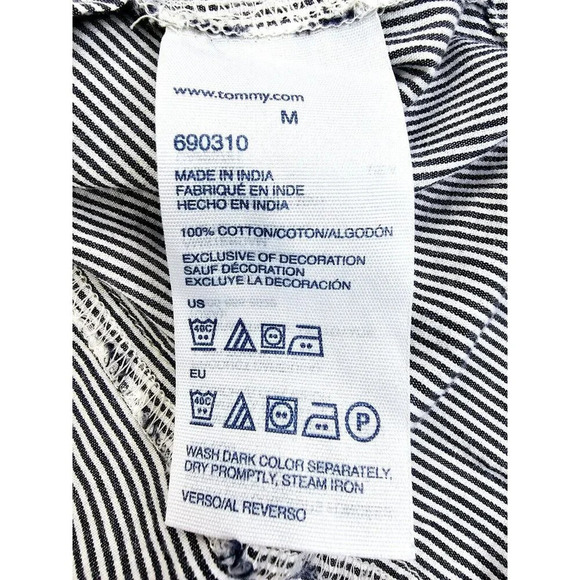 www.tommy.com
M
690310
MADE IN INDIA
FABRIQUÉ EN INDE
HECHO EN INDIA
100% COTTON/COTON/ALGODÓN
EXCLUSIVE OF DECORATION
SAUF DÉCORATION
EXCLUYE LA DECORACIÓN
US
40C
EU
40C P
WASH DARK COLOR SEPARATELY,
DRY PROMPTLY, STEAM IRON
VERSO/AL REVERSO